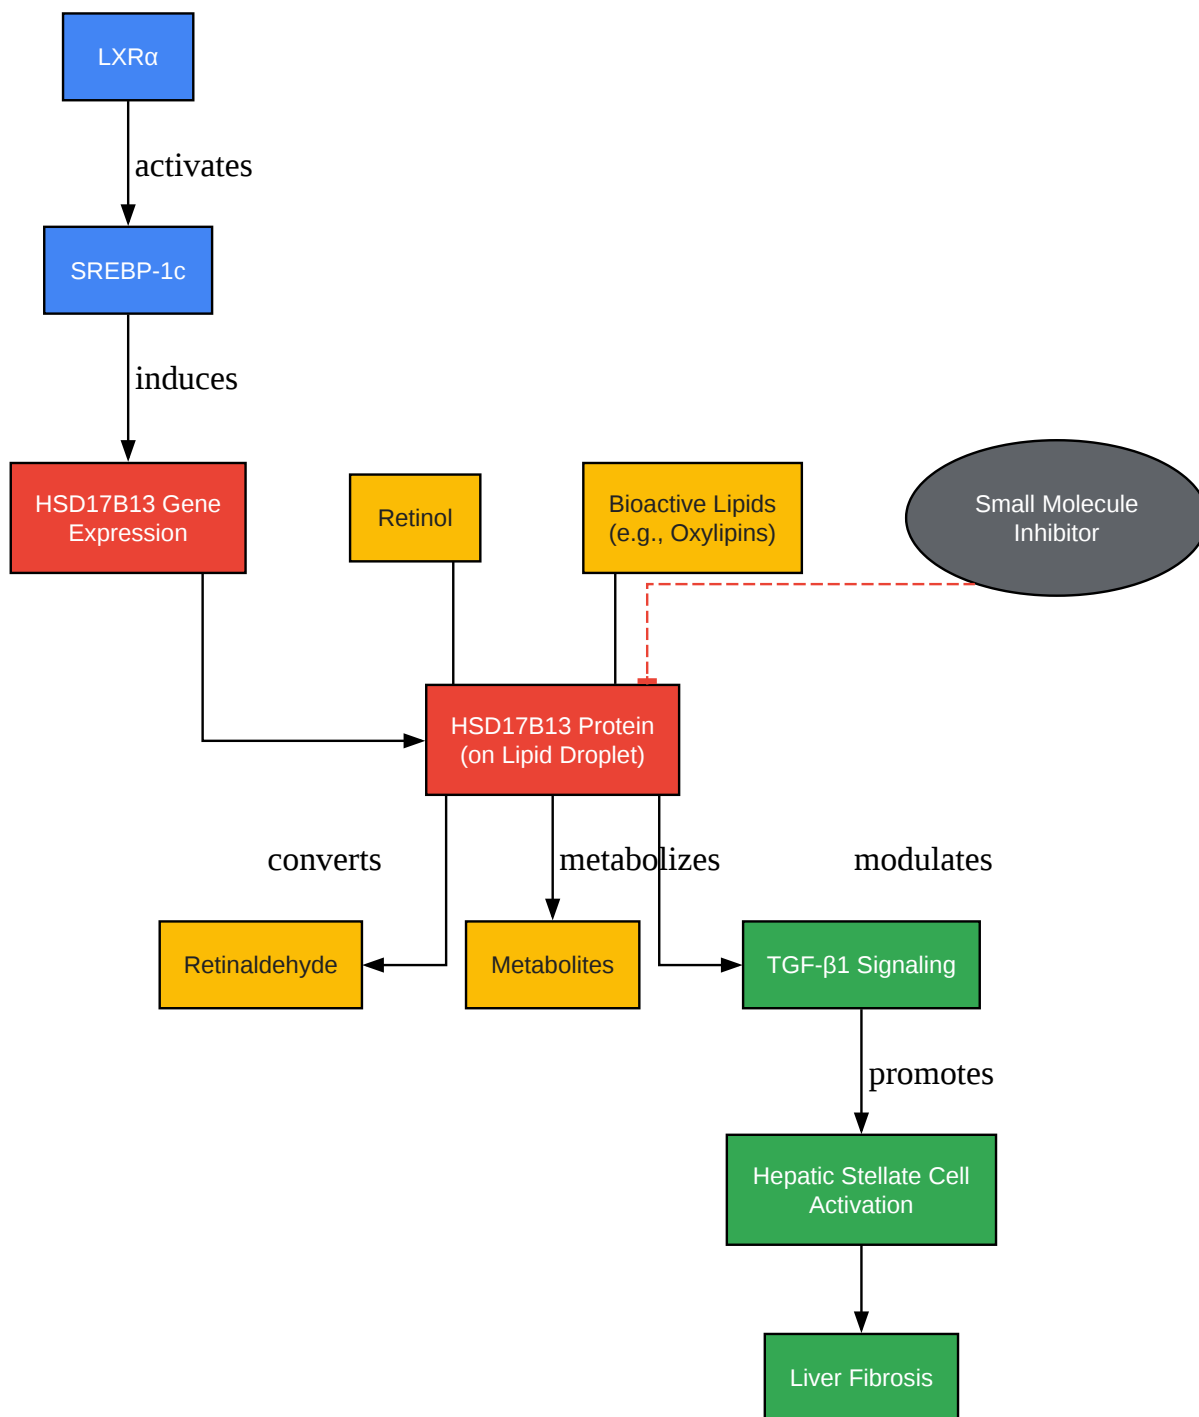 LXRα
activates
SREBP-1c
induces
HSD17B13 Gene
Expression
Retinol
Bioactive Lipids
(e.g., Oxylipins)
Small Molecule
Inhibitor
HSD17B13 Protein
(on Lipid Droplet)
converts
metabolizes
modulates
Retinaldehyde
Metabolites
TGF-β1 Signaling
promotes
Hepatic Stellate Cell
Activation
Liver Fibrosis